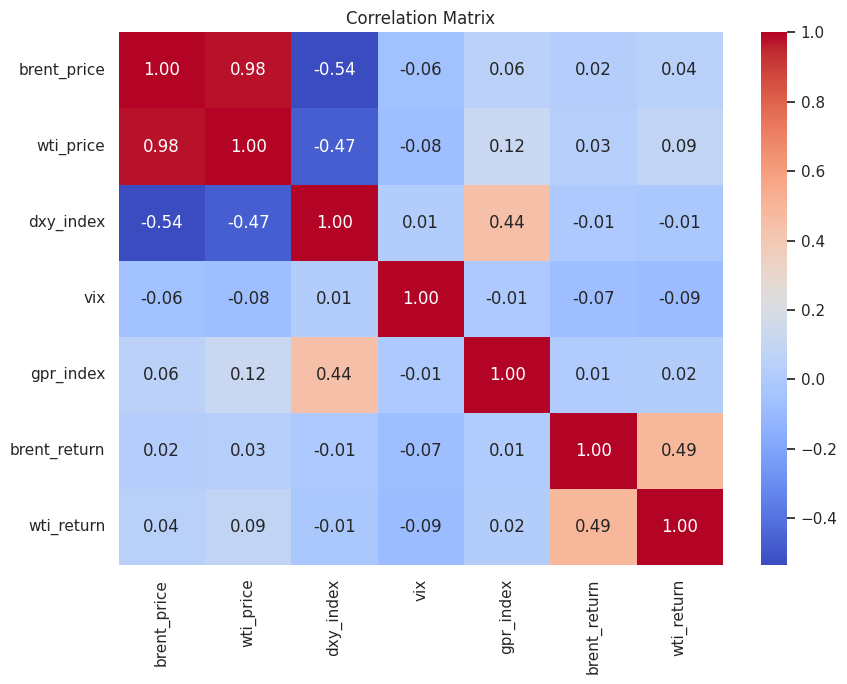 Correlation Matrix
brent_price 1.00 0.98 -0.54 -0.06 0.06 0.02 0.04
wti_price 0.98 1.00 -0.47 -0.08 0.12 0.03 0.09
dxy_index -0.54 -0.47 1.00 0.01 0.44 -0.01 -0.01
vix -0.06 -0.08 0.01 1.00 -0.01 -0.07 -0.09
gpr_index 0.06 0.12 0.44 -0.01 1.00 0.01 0.02
brent_return 0.02 0.03 -0.01 -0.07 0.01 1.00 0.49
wti_return 0.04 0.09 -0.01 -0.09 0.02 0.49 1.00
brent_price wti_price dxy_index vix gpr_index brent_return wti_return
1.0
0.8
0.6
0.4
0.2
0.0
−0.2
−0.4